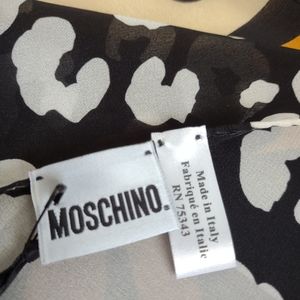 MOSCHINO
Made in Italy
Fabriqué en Italie
RN 75343